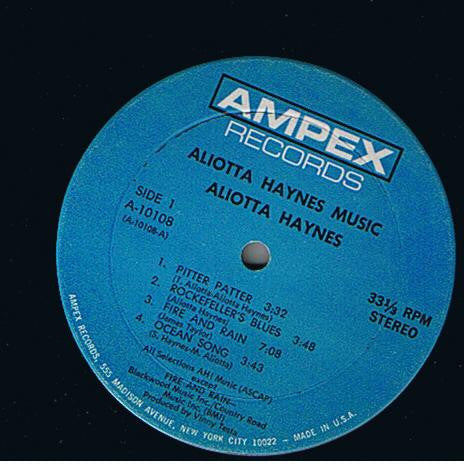 AMPEX
RECORDS
ALIOTTA HAYNES MUSIC
ALIOTTA HAYNES
SIDE 1
A-10108
(A-10108-A)
33⅓ RPM
STEREO
1. PITTER PATTER 3:32
(T. Aliotta-Aliotta Haynes)
2. ROCKEFELLER'S BLUES 3:48
(Aliotta Haynes)
3. FIRE AND RAIN 7:08
(James Taylor)
4. OCEAN SONG 3:43
(S. Haynes-M. Aliotta)
All Selections AH! Music (ASCAP)
except
FIRE AND RAIN—
Blackwood Music Inc./Country Road
Music Inc. (BMI)
Produced by Vinny Testa
AMPEX RECORDS, 555 MADISON AVENUE, NEW YORK CITY 10022 — MADE IN U.S.A.